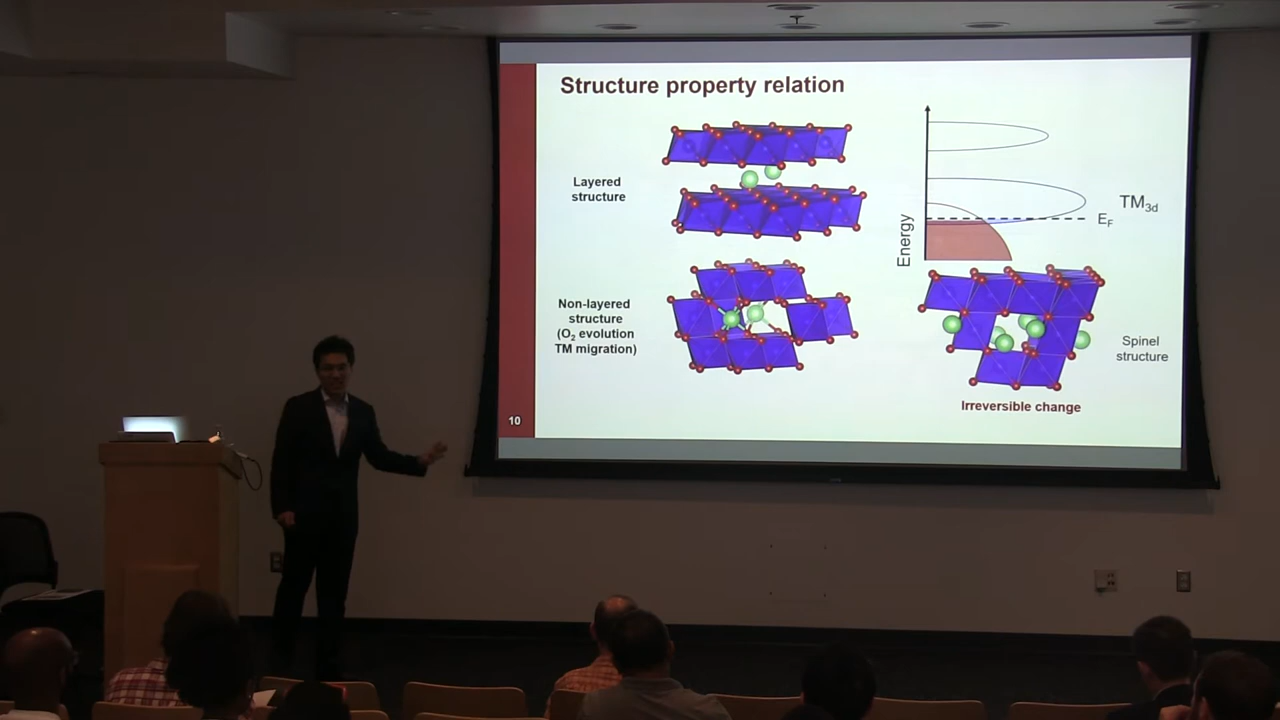 Structure property relation
Layered
structure
Energy
TM3d
EF
Non-layered
structure
(O2 evolution
TM migration)
Spinel
structure
Irreversible change
10